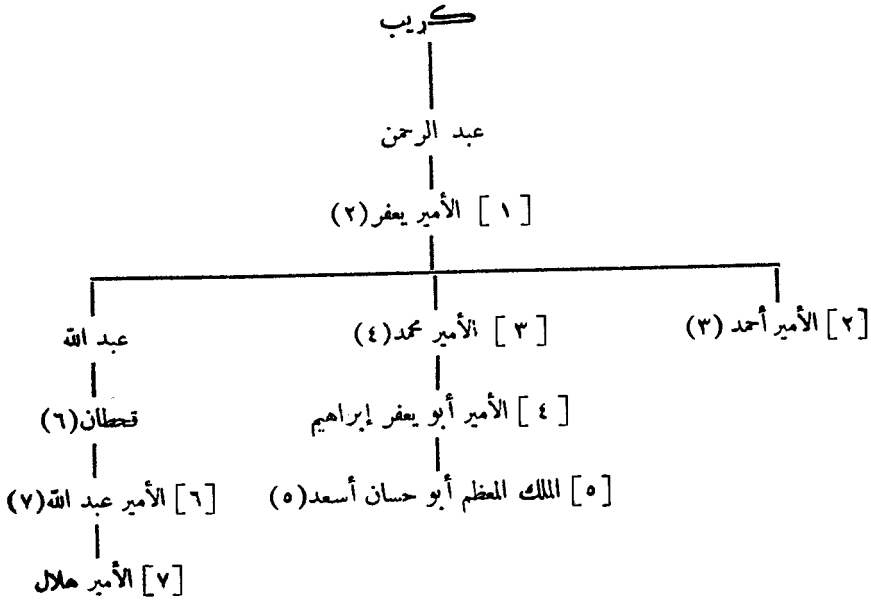 كريب
عبد الرحمن
[١] الأمير يعفر (٢)
[٢] الأمير أحمد (٣)
[٣] الأمير محمد (٤)
عبد الله
[٤] الأمير أبو يعفر إبراهيم
قحطان (٦)
[٥] الملك المعظم أبو حسان أسعد (٥)
[٦] الأمير عبد الله (٧)
[٧] الأمير هلال